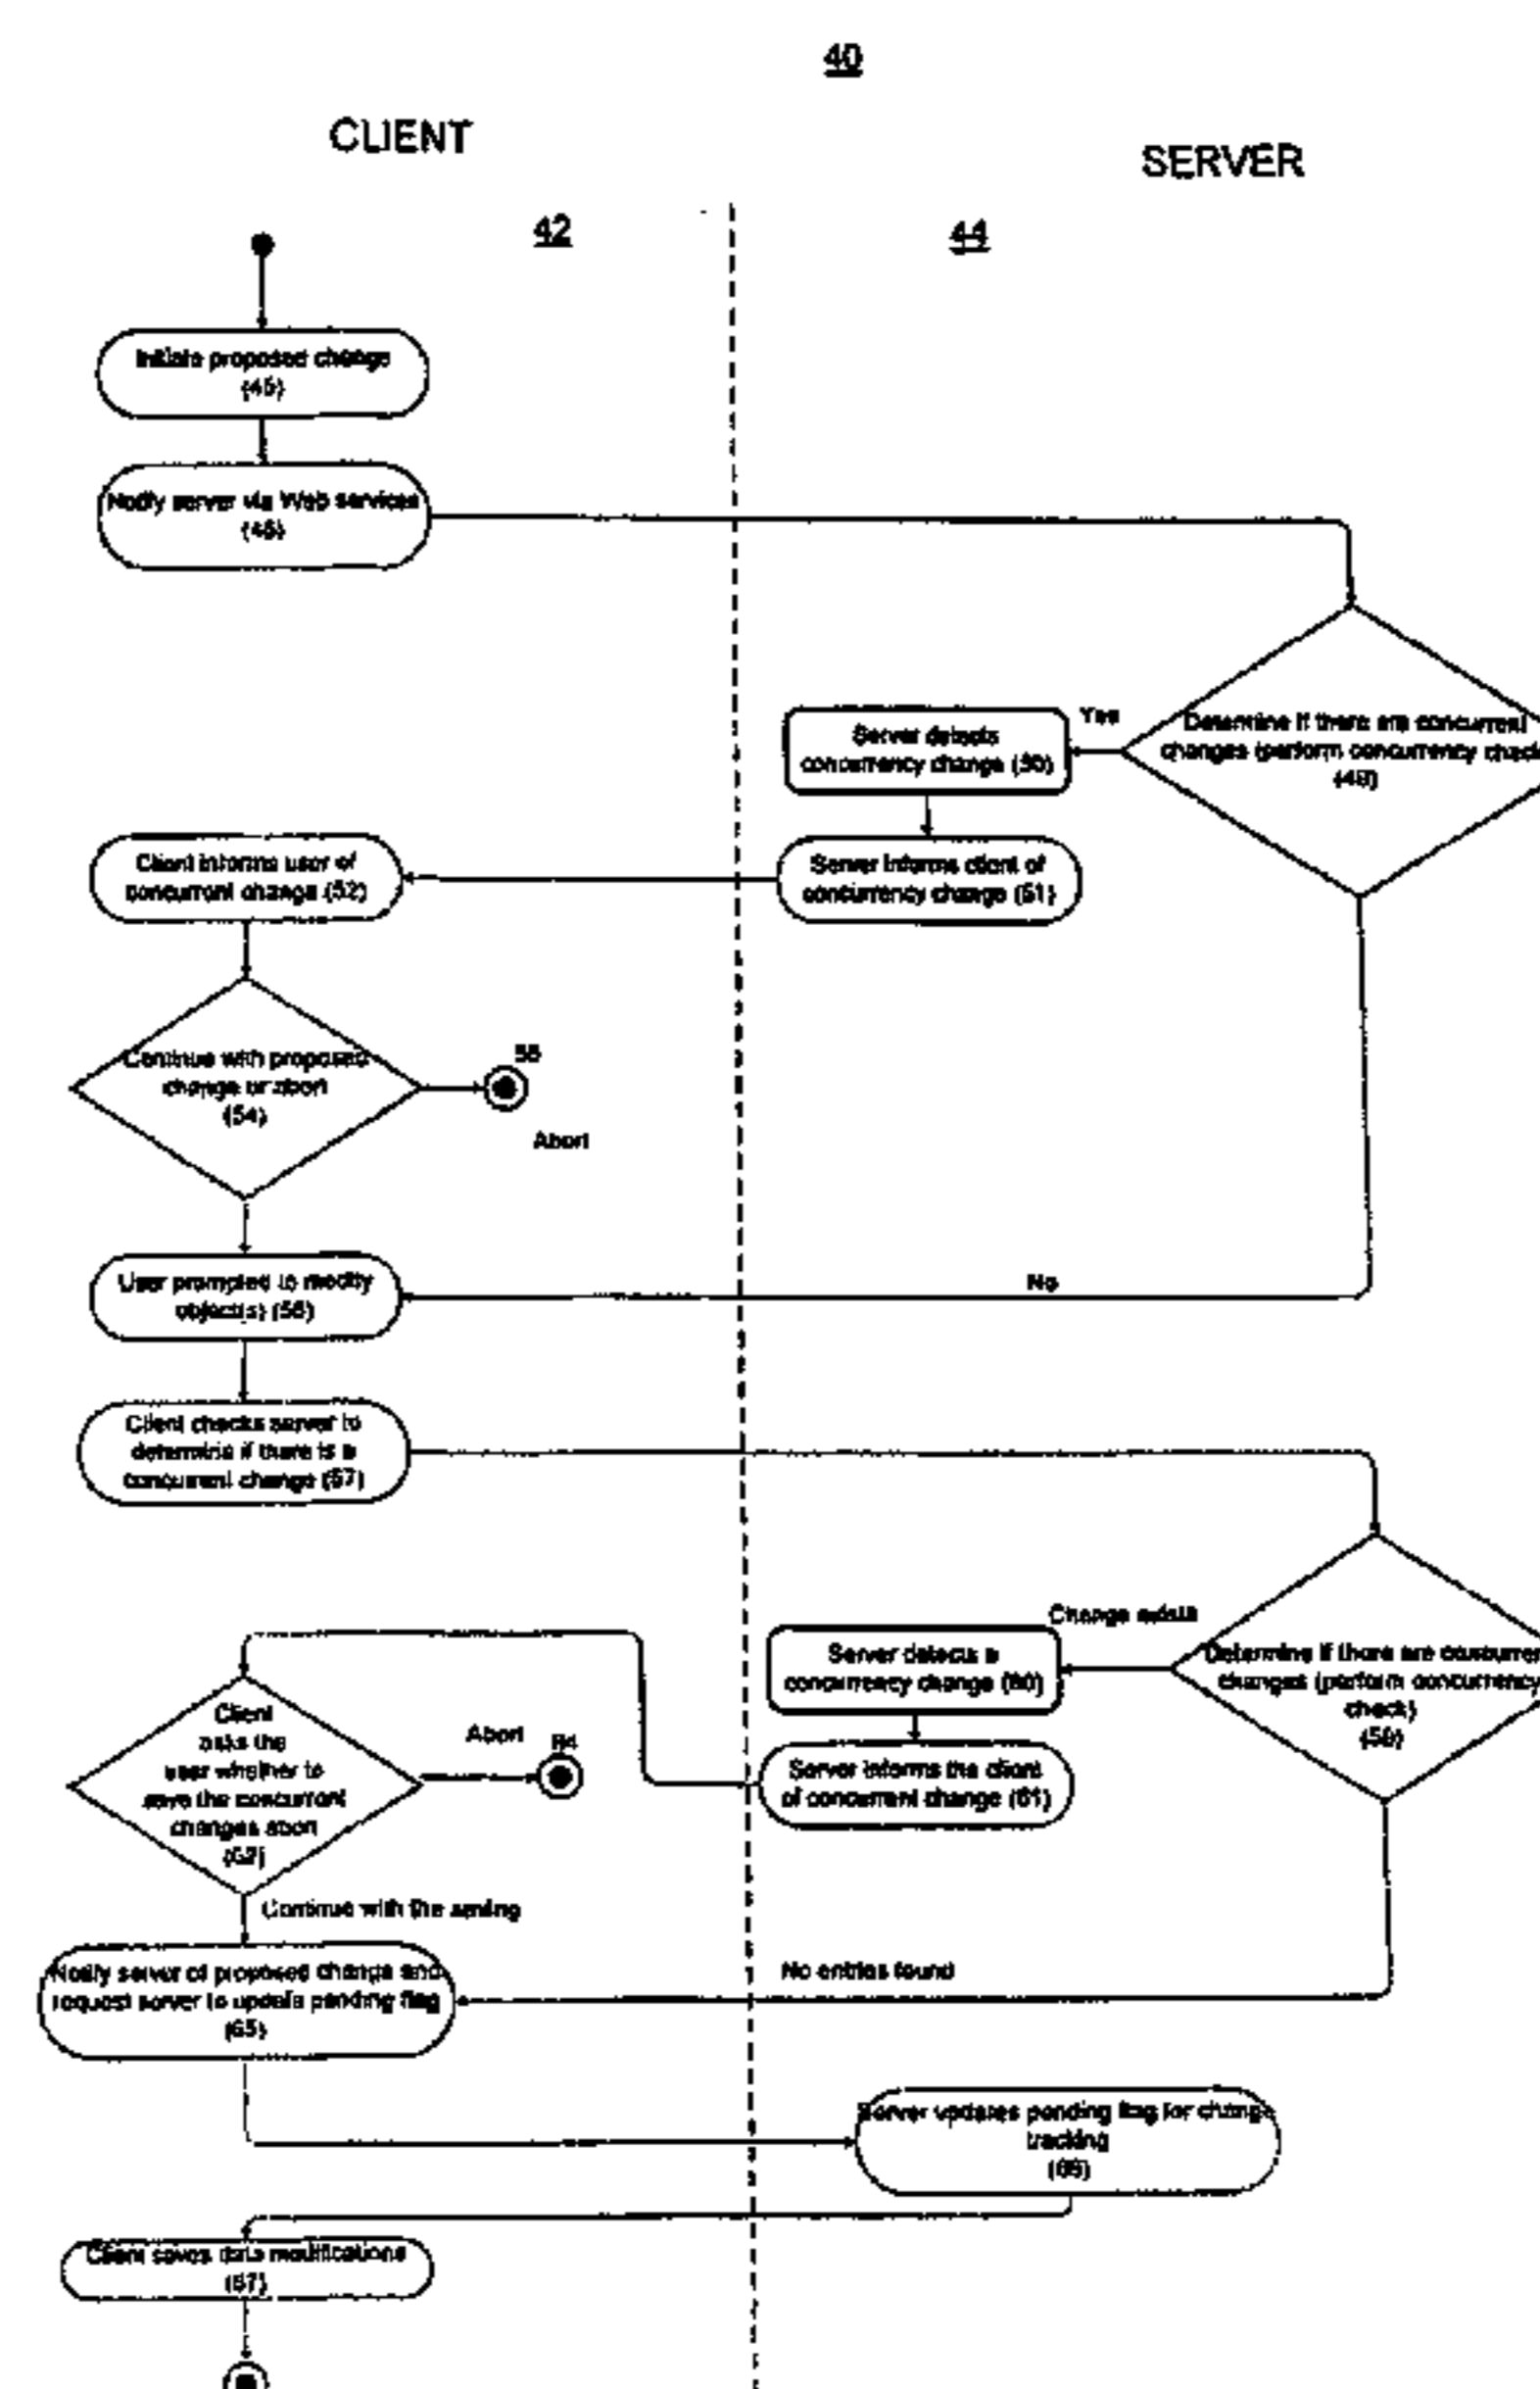 40
CLIENT
SERVER
42
44
Initiate proposed change
Notify server via Web services
Yes
Determine if there are concurrent
changes (perform concurrency check
Server detects
concurrency change (50)
Server informs client of
concurrency change (51)
Client informs user of
concurrent change (52)
Continue with proposed
change or abort
(54)
Abort
User prompted to modify
object(s)
No
Client checks server to
determine if there is a
concurrent change (57)
Change exists
Determine if there are
changes (perform concurrency
check)
Server detects a
concurrency change (60)
Server informs the client
of concurrent change (61)
Client
asks the
user whether to
save the concurrent
changes abort
(62)
Abort
64
Continue with the saving
Notify server of proposed change and
request server to update pending flag
(65)
No entries found
Server updates pending flag for change
tracking
(66)
Client saves data modifications
(67)